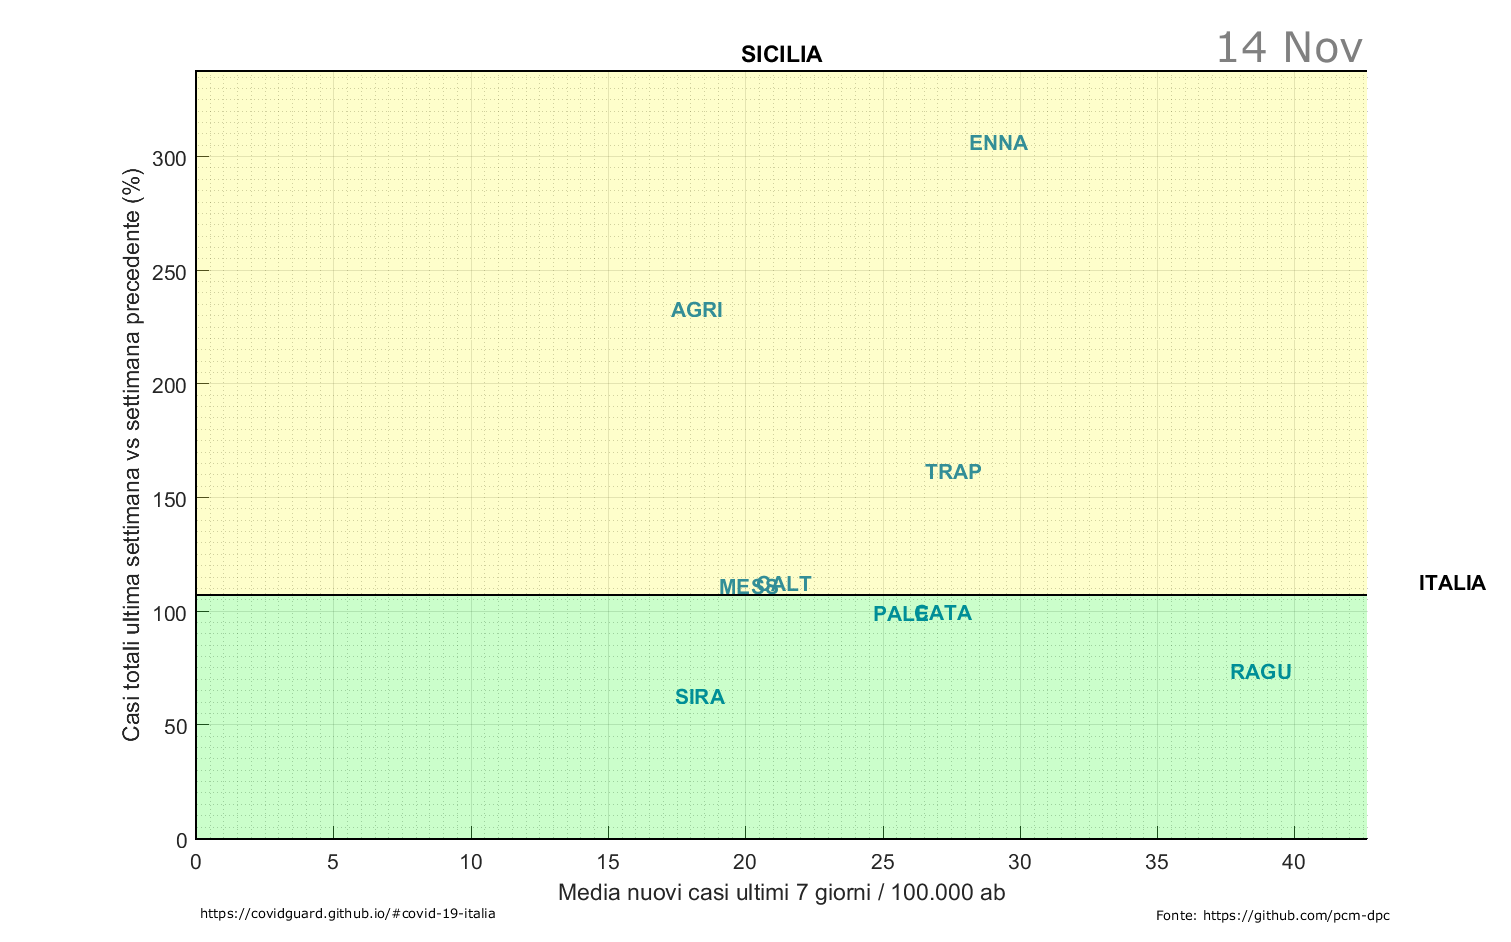 SICILIA
14 Nov
Casi totali ultima settimana vs settimana precedente (%)
300
250
200
150
100
50
0
ENNA
AGRI
TRAP
MESS
CALT
ITALIA
PALE
CATA
RAGU
SIRA
0 5 10 15 20 25 30 35 40
Media nuovi casi ultimi 7 giorni / 100.000 ab
https://covidguard.github.io/#covid-19-italia
Fonte: https://github.com/pcm-dpc